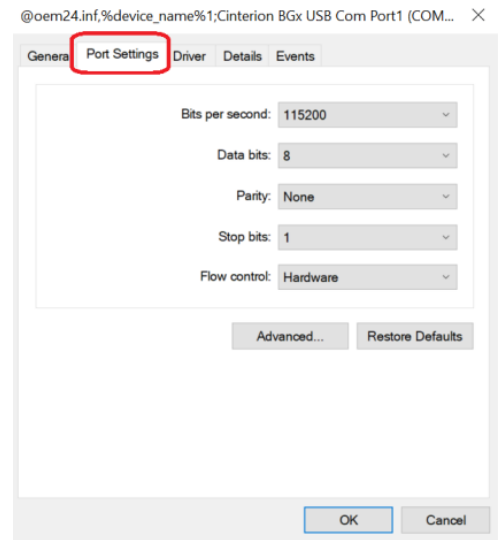 @oem24.inf,%device_name%1;Cinterion BGx USB Com Port1 (COM...
General Port Settings Driver Details Events
Bits per second: 115200
Data bits: 8
Parity: None
Stop bits: 1
Flow control: Hardware
Advanced... Restore Defaults
OK Cancel